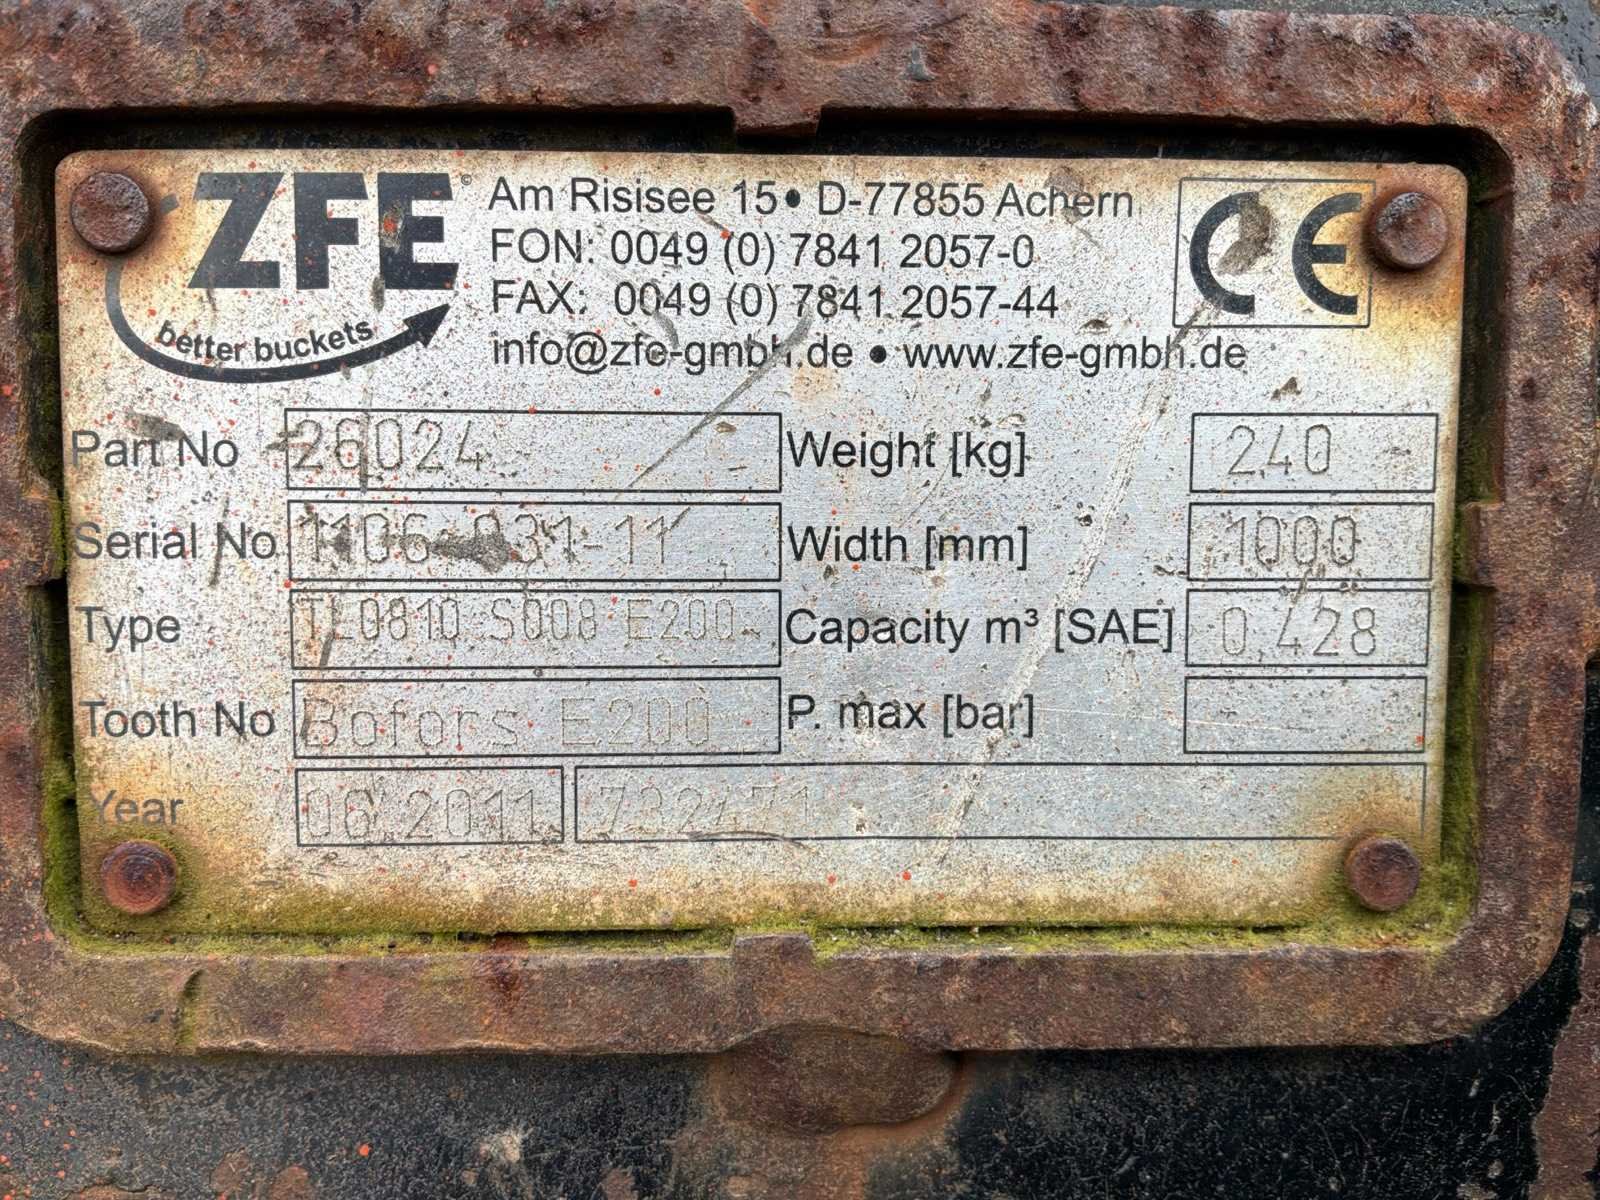 ZFE©
better buckets
Am Risisee 15 • D-77855 Achern
FON: 0049 (0) 7841 2057-0
FAX: 0049 (0) 7841 2057-44
info@zfe-gmbh.de • www.zfe-gmbh.de
CE
Part No 26024 Weight [kg] 240
Serial No 1106-031-11 Width [mm] 1000
Type TL0810 S008 E200 Capacity m³ [SAE] 0,428
Tooth No Bofors E200 P. max [bar]
Year 06.2011 732471